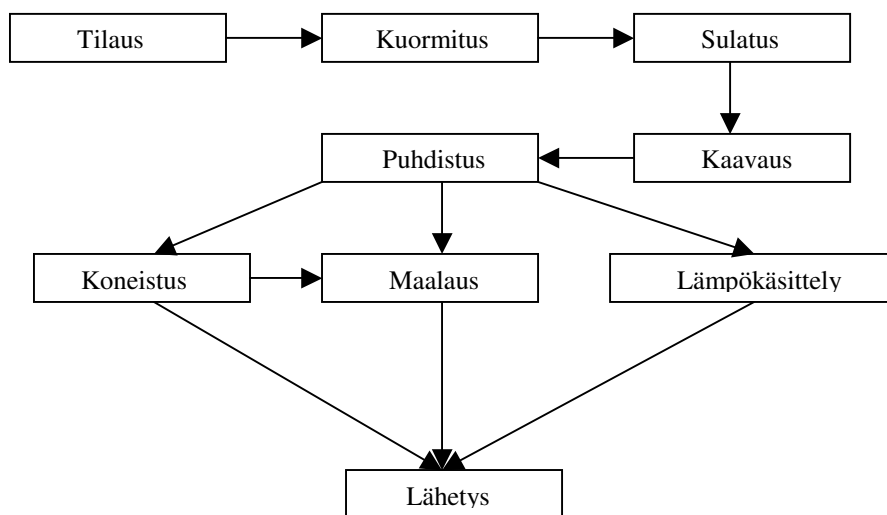 Tilaus
Kuormitus
Sulatus
Puhdistus
Kaavaus
Koneistus
Maalaus
Lämpökäsittely
Lähetys